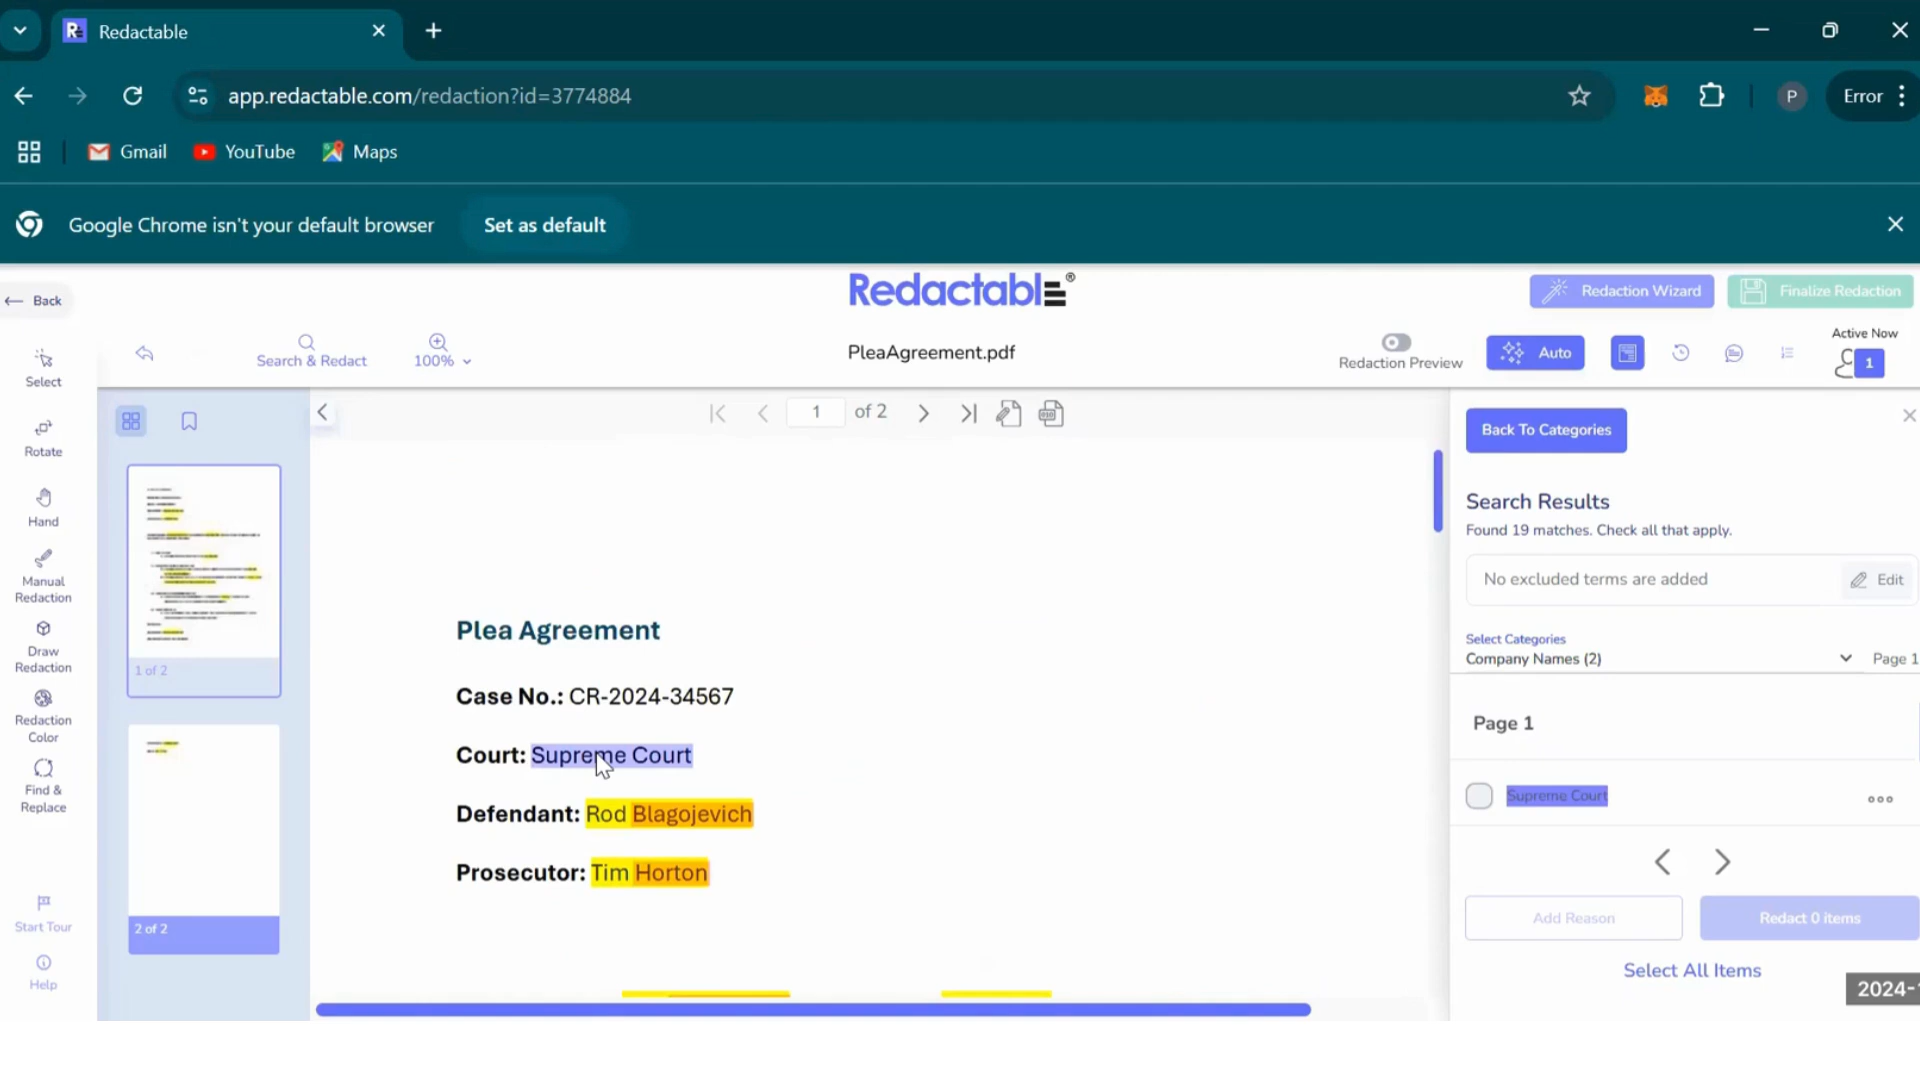 Redactable
app.redactable.com/redaction?id=3774884
P
Error
Gmail
YouTube
Maps
Google Chrome isn't your default browser
Set as default
Back
Redactable®
Redaction Wizard
Finalize Redaction
Select
Search & Redact
100%
PleaAgreement.pdf
Redaction Preview
Auto
Active Now
1
Rotate
Hand
Manual
Redaction
Draw
Redaction
Redaction
Color
Find &
Replace
Start Tour
Help
1 of 2
2 of 2
1 of 2
Plea Agreement
Case No.: CR-2024-34567
Court: Supreme Court
Defendant: Rod Blagojevich
Prosecutor: Tim Horton
Back To Categories
Search Results
Found 19 matches. Check all that apply.
No excluded terms are added
Edit
Select Categories
Company Names (2)
Page 1
Page 1
Supreme Court
Add Reason
Redact 0 items
Select All Items
2024-